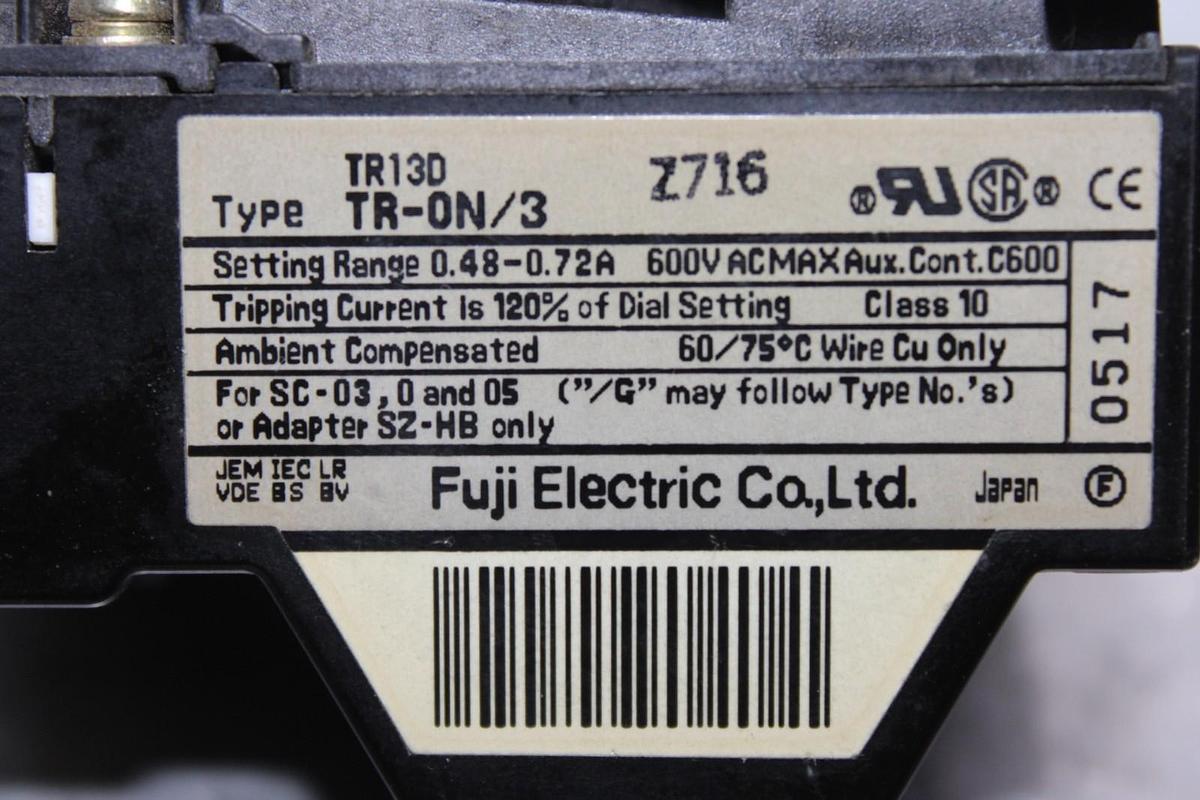 TR13D Z716
Type TR-0N/3 ® RU SA ® CE
Setting Range 0.48-0.72A 600V AC MAX Aux.Cont.C600
Tripping Current is 120% of Dial Setting Class 10
Ambient Compensated 60/75°C Wire Cu Only
For SC-03,0 and 05 ("/G" may follow Type No.'s)
or Adapter SZ-HB only
0517
JEM IEC LR
VDE BS BV
Fuji Electric Co.,Ltd. Japan Ⓕ